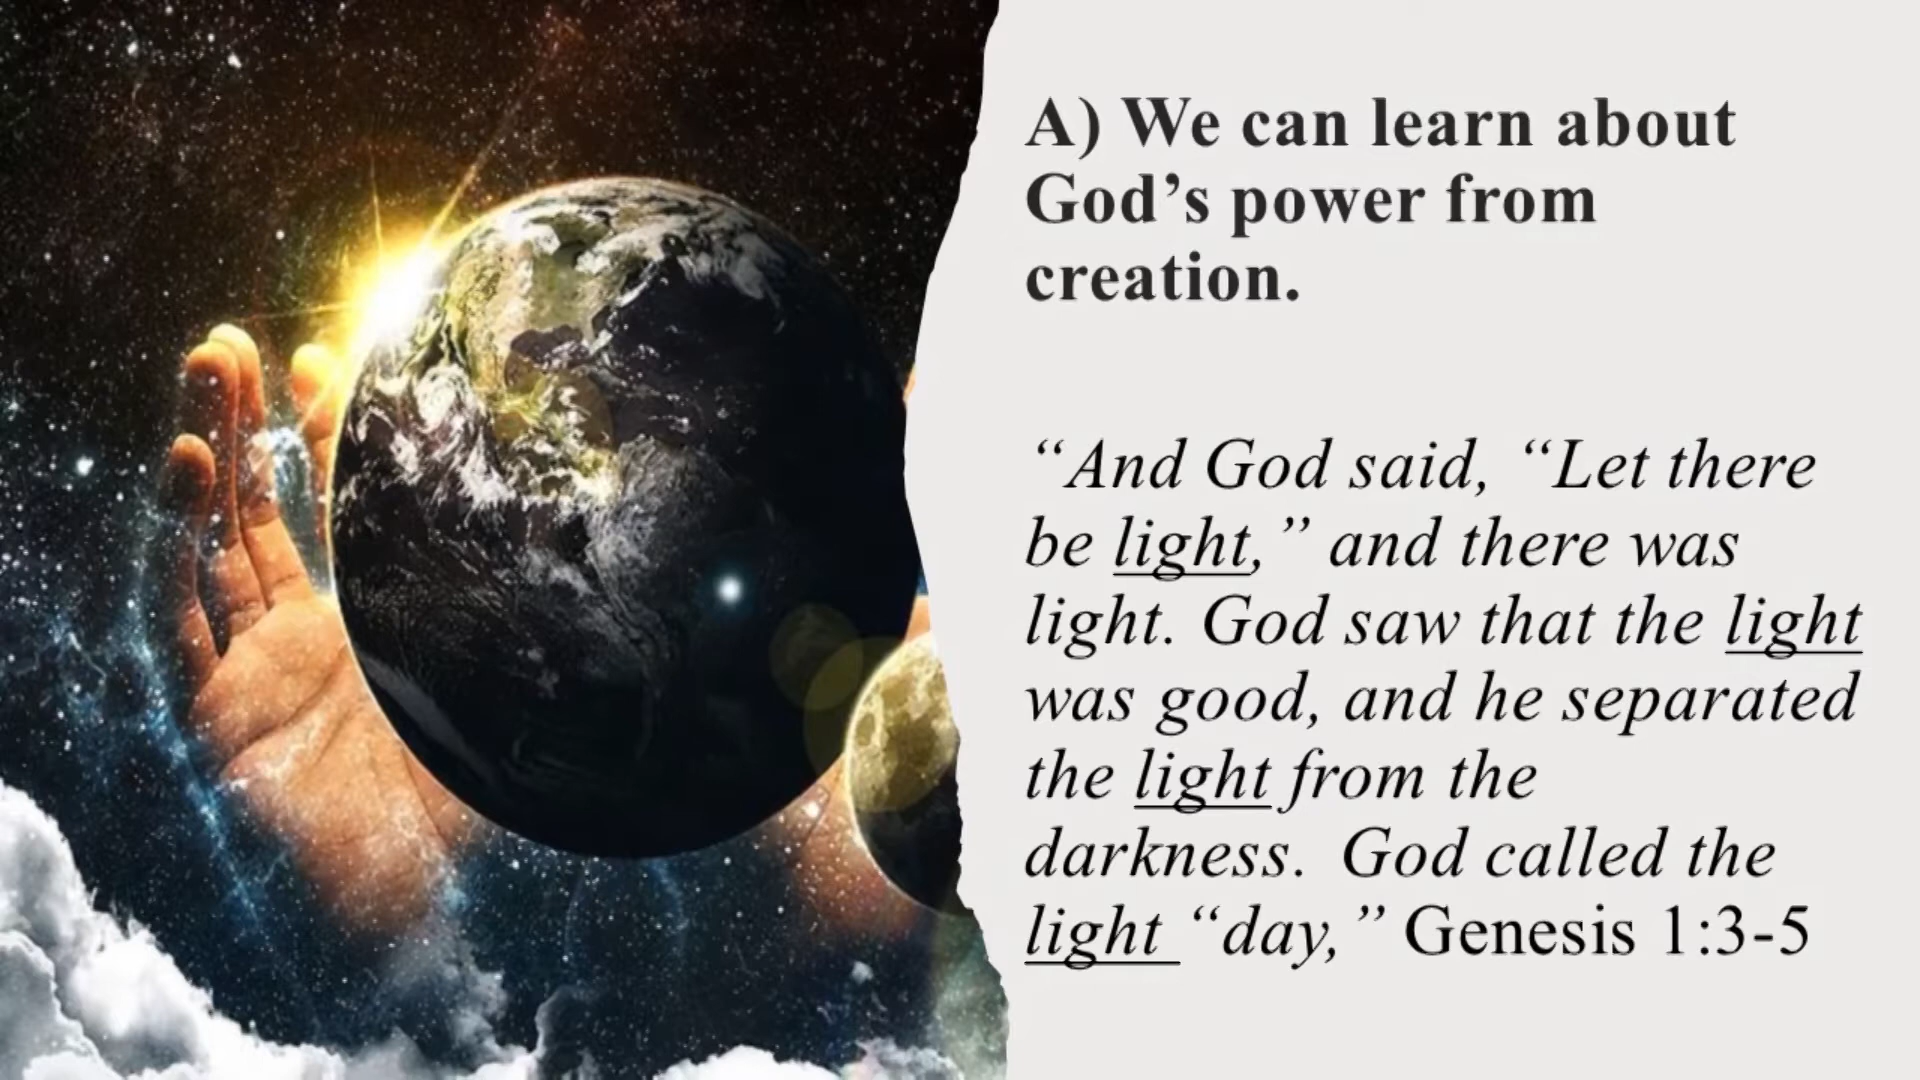 A) We can learn about
God’s power from
creation.
“And God said, “Let there
be light,” and there was
light. God saw that the light
was good, and he separated
the light from the
darkness. God called the
light “day,” Genesis 1:3-5